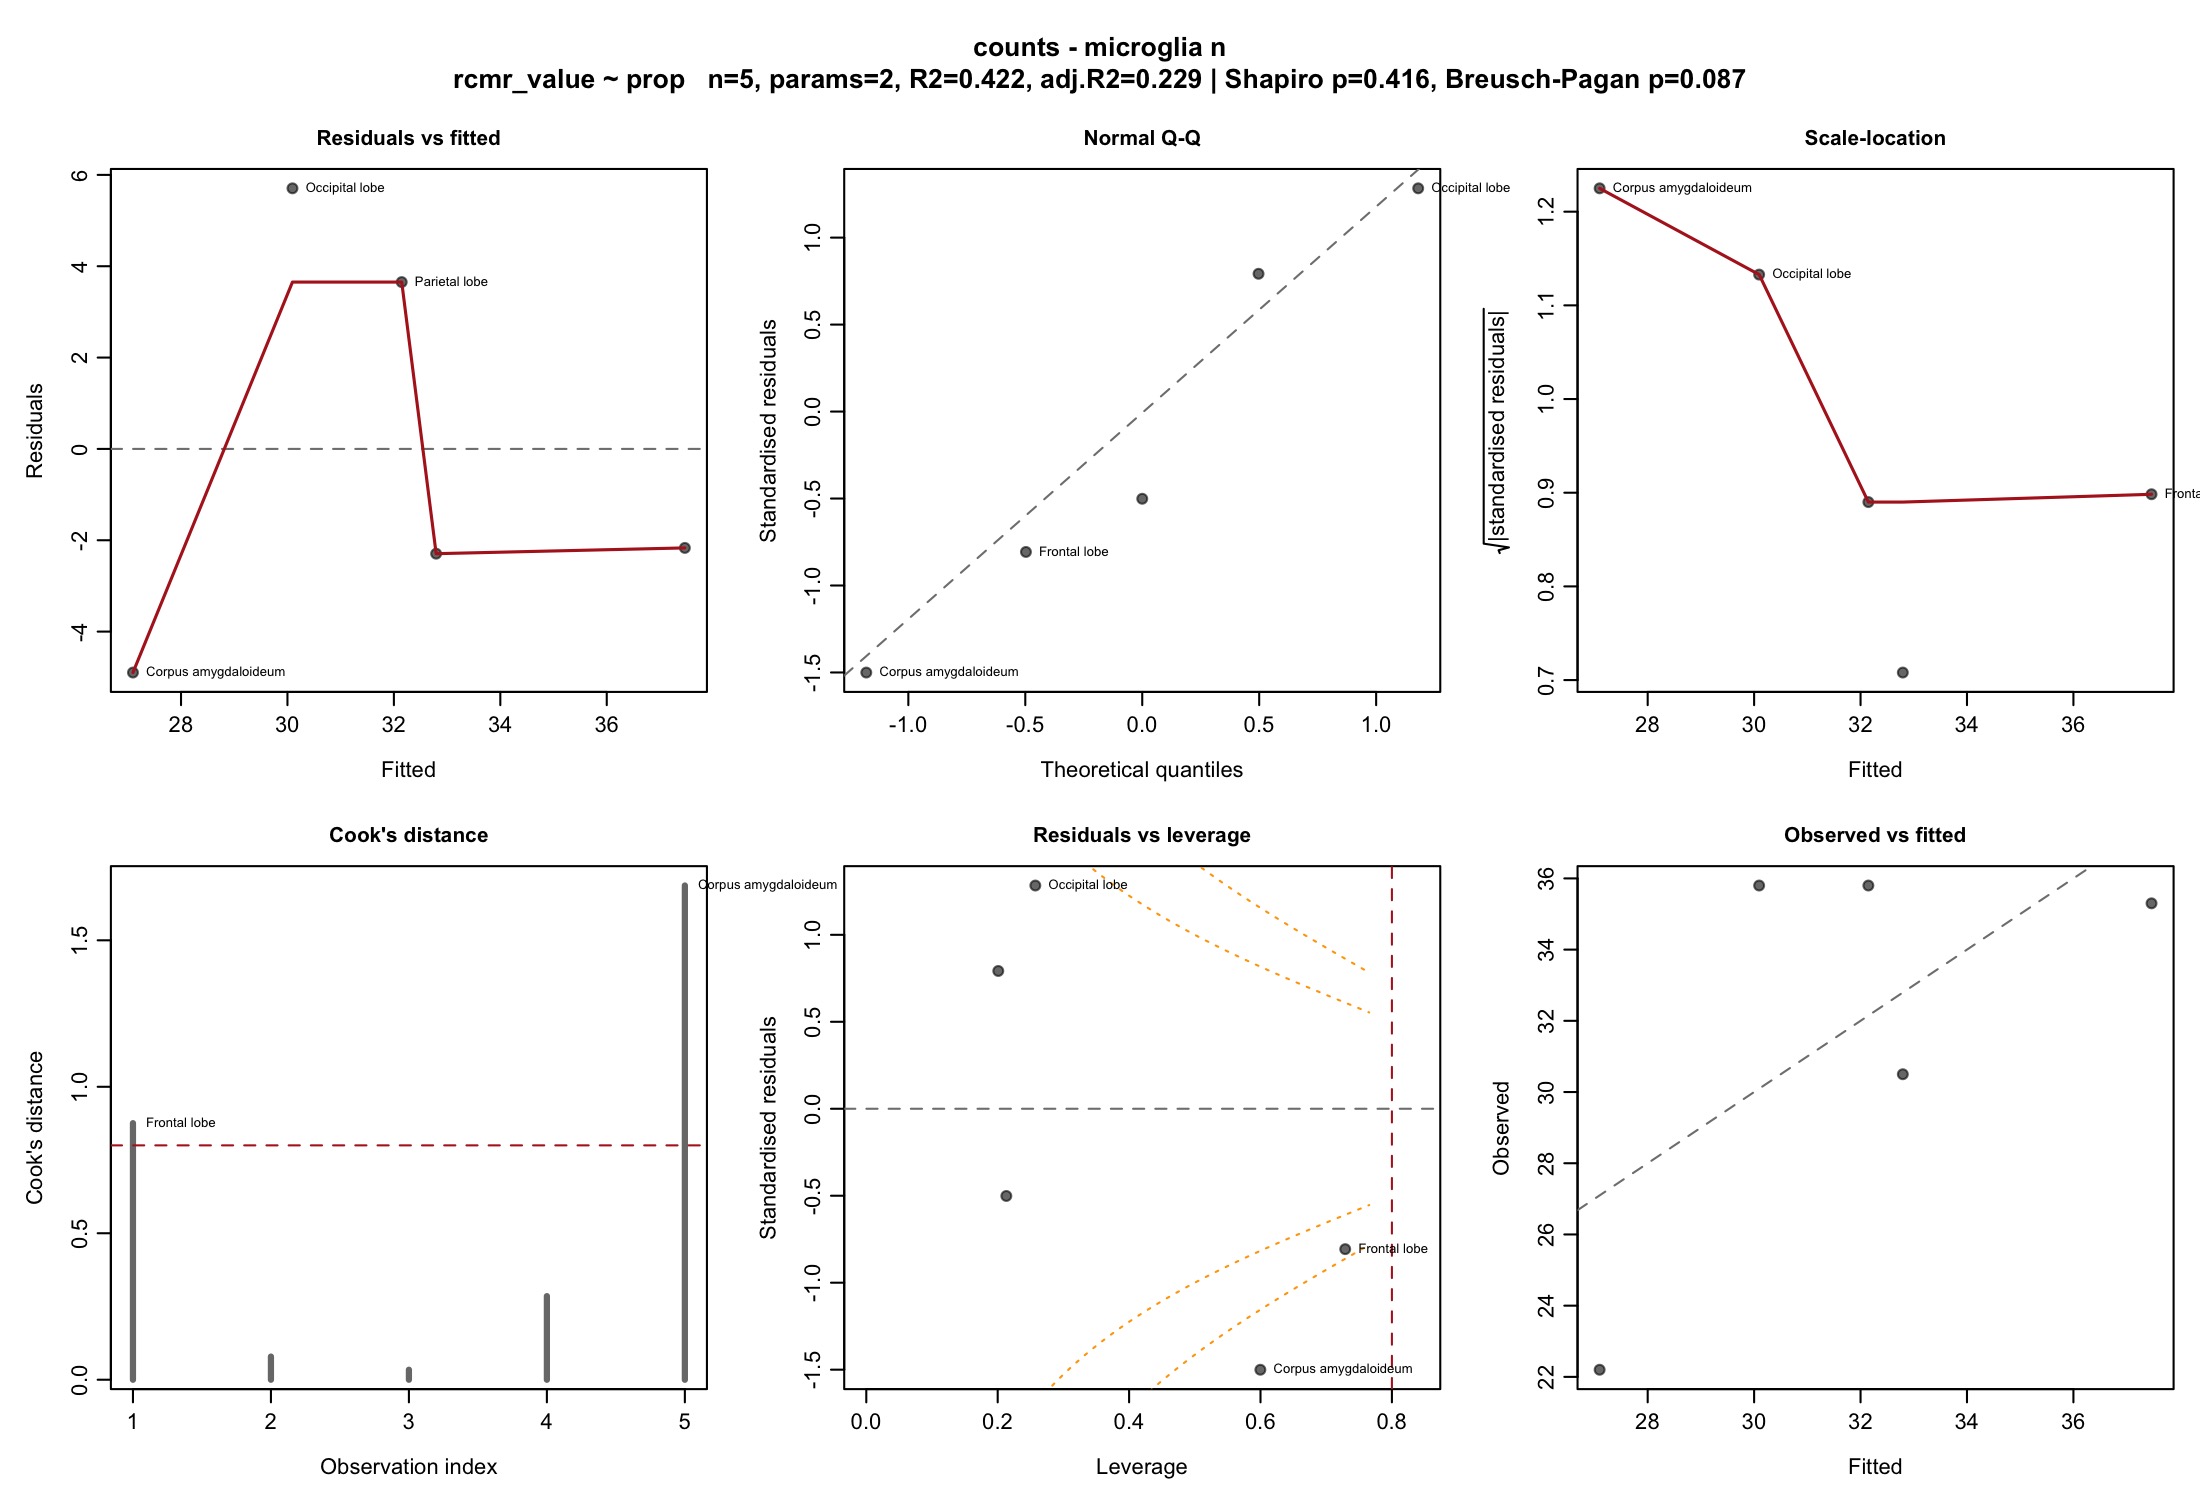 counts - microglia n
rcmr_value ~ prop   n=5, params=2, R2=0.422, adj.R2=0.229 | Shapiro p=0.416, Breusch-Pagan p=0.087
Residuals vs fitted
Residuals
6
4
2
0
-2
-4
Occipital lobe
Parietal lobe
Corpus amygdaloideum
28 30 32 34 36
Fitted
Normal Q-Q
Standardised residuals
1.0
0.5
0.0
-0.5
-1.0
-1.5
Occipital lobe
Frontal lobe
Corpus amygdaloideum
-1.0 -0.5 0.0 0.5 1.0
Theoretical quantiles
Scale-location
√|standardised residuals|
1.2
1.1
1.0
0.9
0.8
0.7
Corpus amygdaloideum
Occipital lobe
Fronta
28 30 32 34 36
Fitted
Cook's distance
Cook's distance
1.5
1.0
0.5
0.0
Corpus amygdaloideum
Frontal lobe
1 2 3 4 5
Observation index
Residuals vs leverage
Standardised residuals
1.0
0.5
0.0
-0.5
-1.0
-1.5
Occipital lobe
Frontal lobe
Corpus amygdaloideum
0.0 0.2 0.4 0.6 0.8
Leverage
Observed vs fitted
Observed
36
34
32
30
28
26
24
22
28 30 32 34 36
Fitted